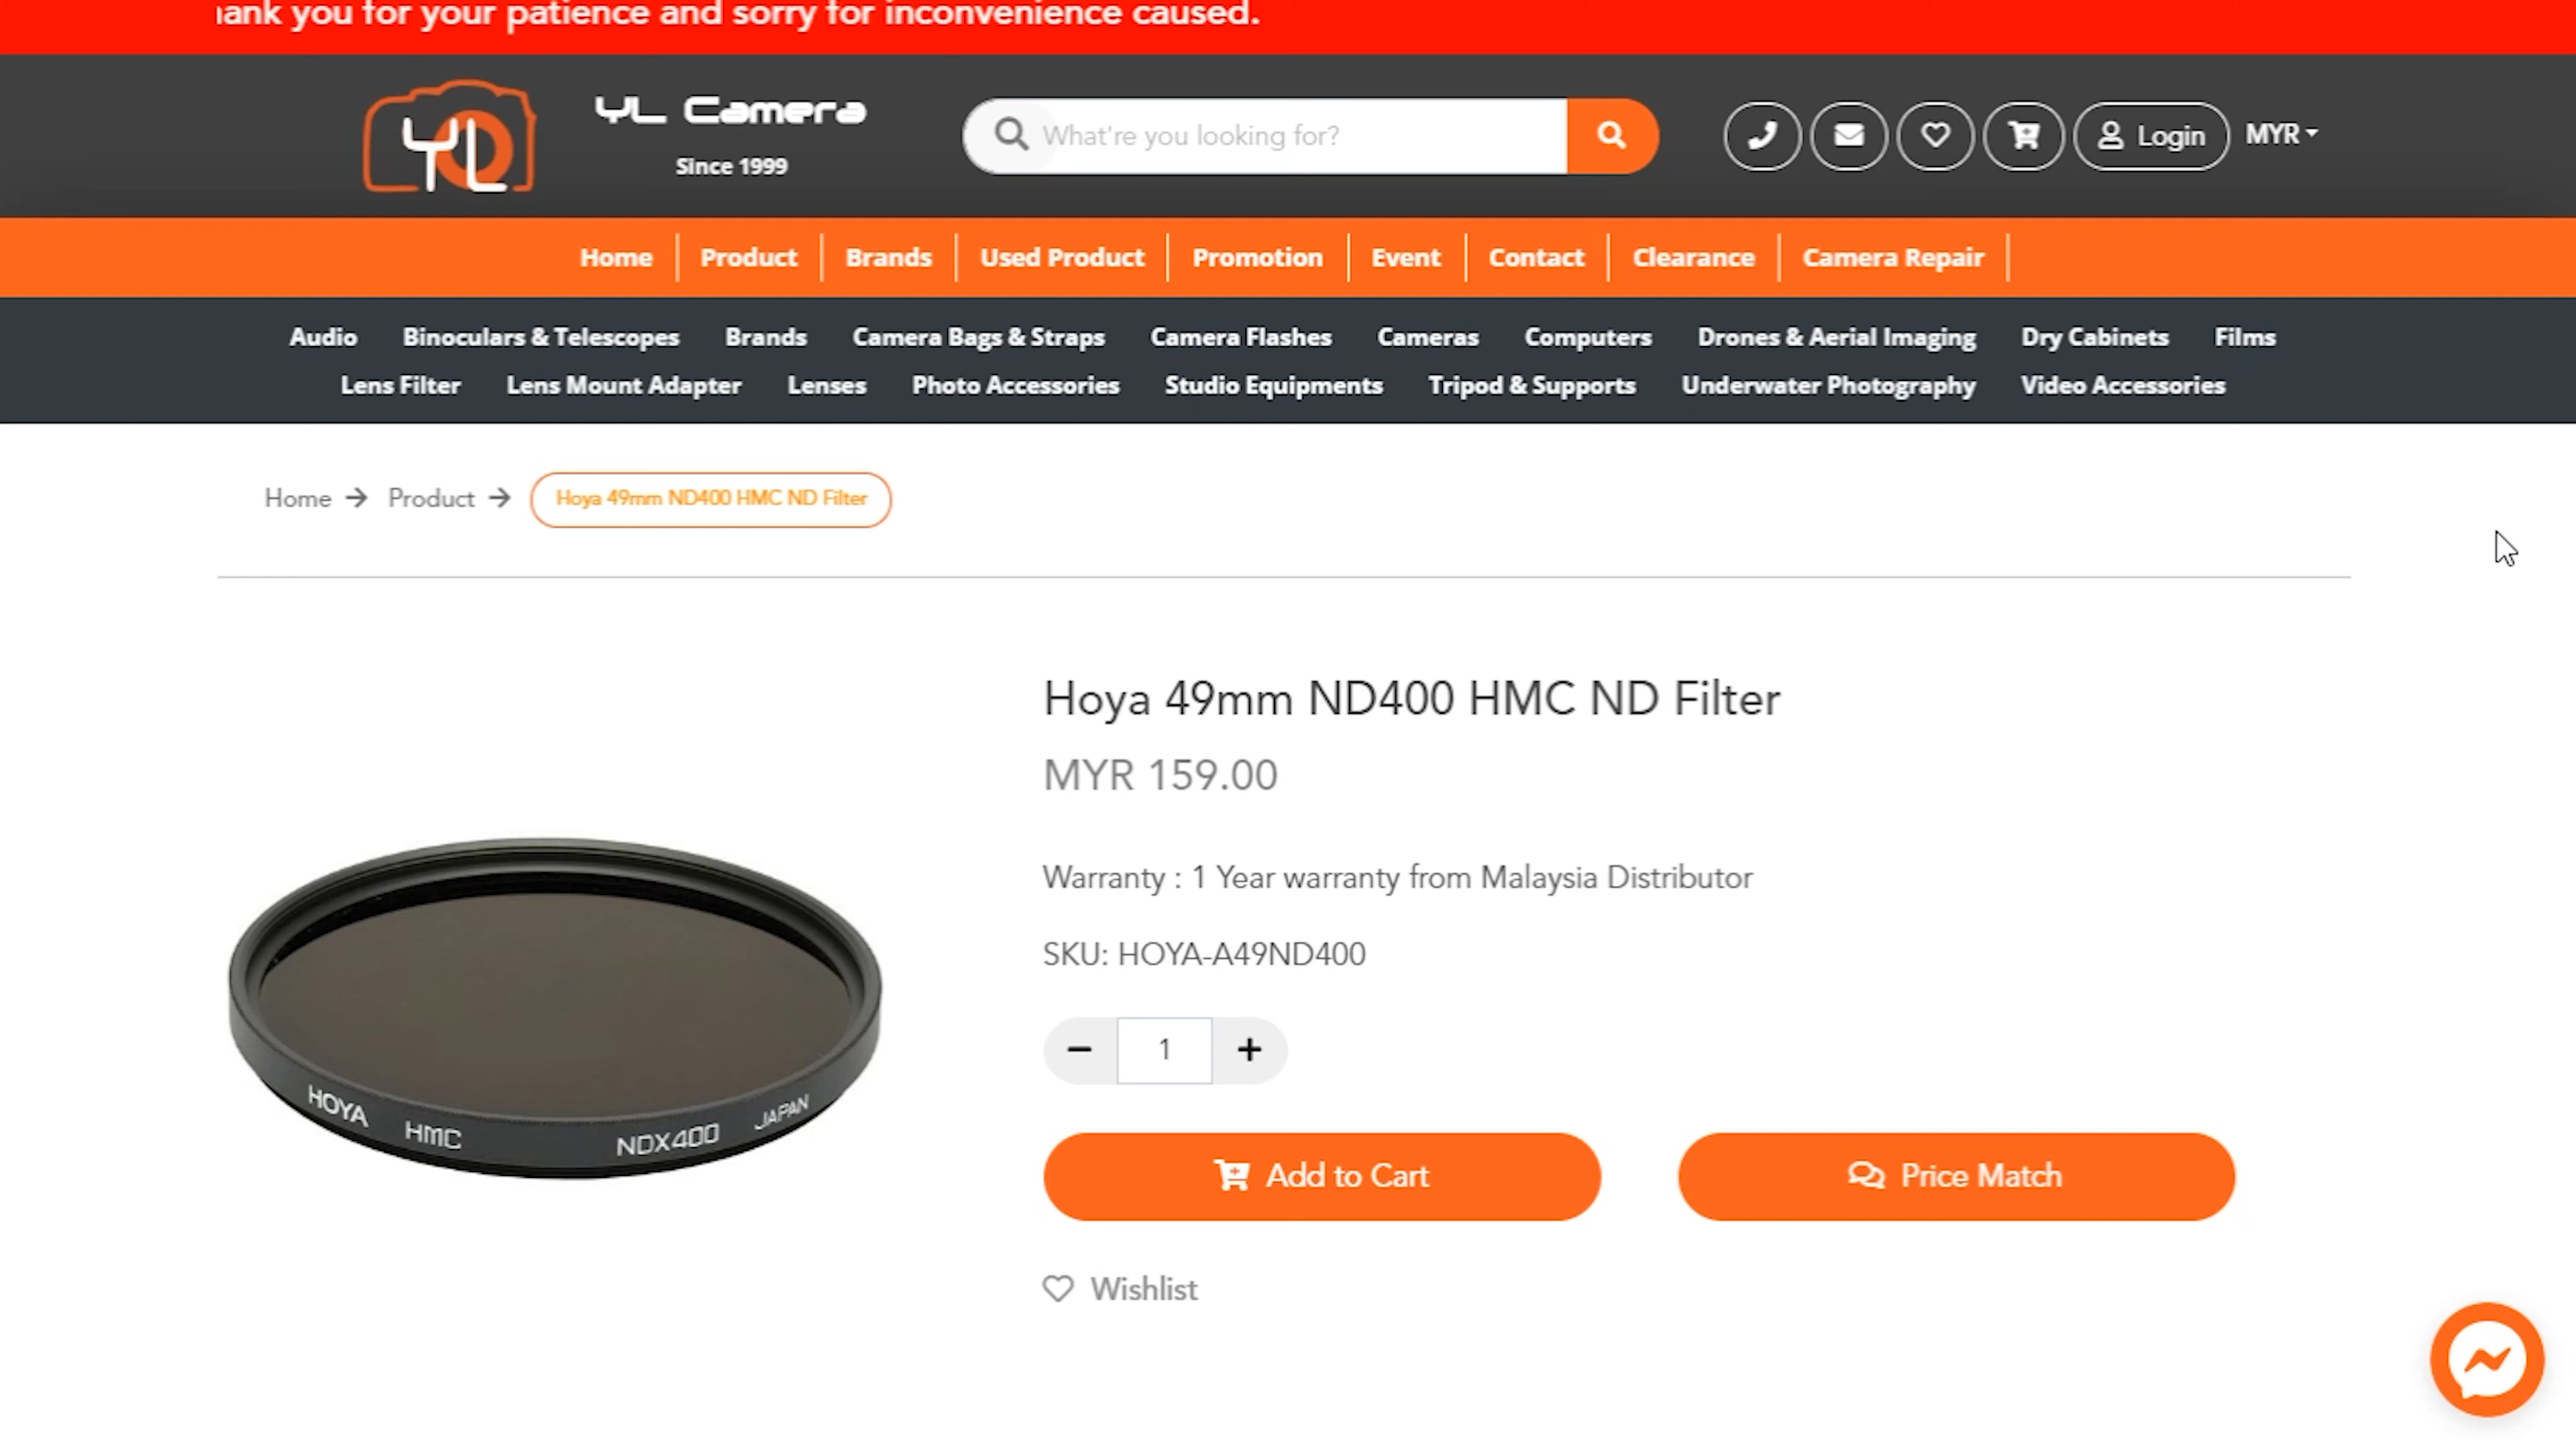 hank you for your patience and sorry for inconvenience caused.
YL
YL Camera
Since 1999
What're you looking for?
Login
MYR
Home
Product
Brands
Used Product
Promotion
Event
Contact
Clearance
Camera Repair
Audio
Binoculars & Telescopes
Brands
Camera Bags & Straps
Camera Flashes
Cameras
Computers
Drones & Aerial Imaging
Dry Cabinets
Films
Lens Filter
Lens Mount Adapter
Lenses
Photo Accessories
Studio Equipments
Tripod & Supports
Underwater Photography
Video Accessories
Home
Product
Hoya 49mm ND400 HMC ND Filter
Hoya 49mm ND400 HMC ND Filter
MYR 159.00
Warranty : 1 Year warranty from Malaysia Distributor
SKU: HOYA-A49ND400
1
HOYA HMC NDX400 JAPAN
Add to Cart
Price Match
Wishlist